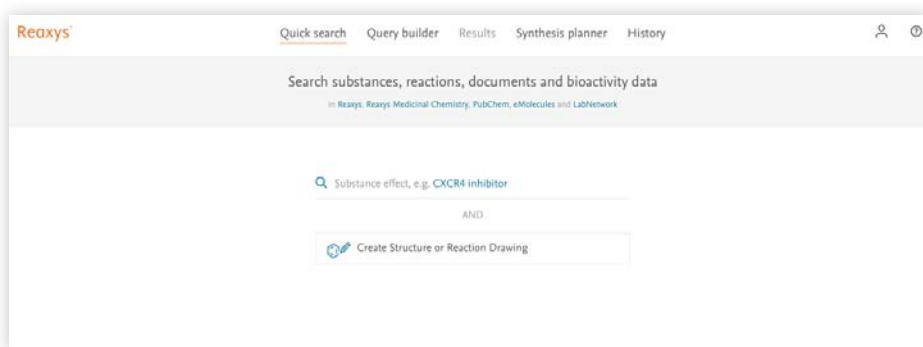 Reaxys
Quick search Query builder Results Synthesis planner History
Search substances, reactions, documents and bioactivity data
in Reaxys, Reaxys Medicinal Chemistry, PubChem, eMolecules and LabNetwork
Substance effect, e.g. CXCR4 inhibitor
AND
Create Structure or Reaction Drawing